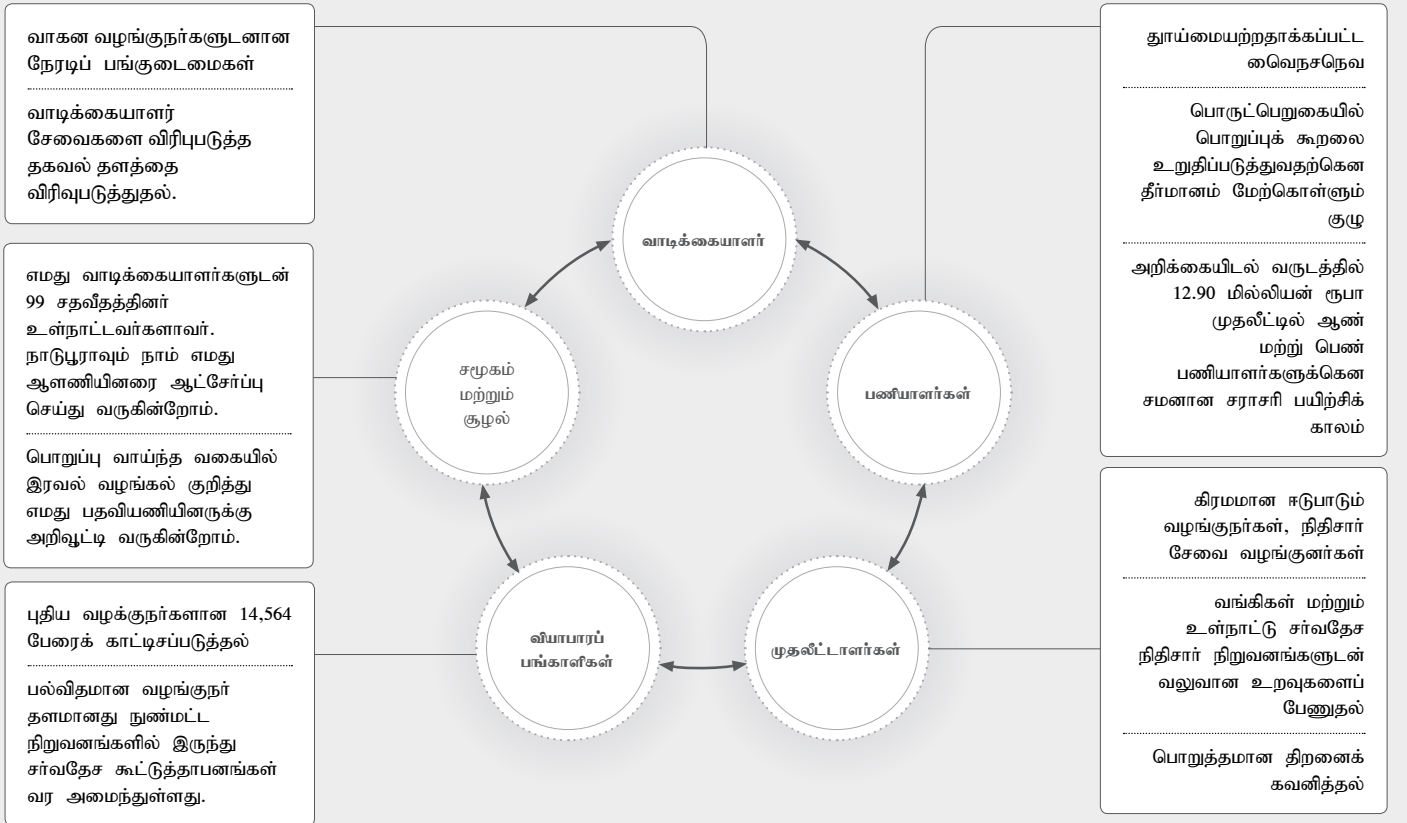 வாகன வழங்குநர்களுடனான
நேரடிப் பங்குடைமைகள்
வாடிக்கையாளர்
சேவைகளை விரிபுபடுத்த
தகவல் தளத்தை
விரிவுபடுத்துதல்.
எமது வாடிக்கையாளர்களுடன்
99 சதவீதத்தினர்
உள்நாட்டவர்களாவர்.
நாடுபூராவும் நாம் எமது
ஆளணியினரை ஆட்சேர்ப்பு
செய்து வருகின்றோம்.
பொறுப்பு வாய்ந்த வகையில்
இரவல் வழங்கல் குறித்து
எமது பதவியணியினருக்கு
அறிவூட்டி வருகின்றோம்.
புதிய வழக்குநர்களான 14,564
பேரைக் காட்டிசப்படுத்தல்
பல்விதமான வழங்குநர்
தளமானது நுண்மட்ட
நிறுவனங்களில் இருந்து
சர்வதேச கூட்டுத்தாபனங்கள்
வர அமைந்துள்ளது.
வாடிக்கையாளர்
சமூகம்
மற்றும்
சூழல்
பணியாளர்கள்
வியாபாரப்
பங்காளிகள்
முதலீட்டாளர்கள்
துாய்மையற்றதாக்கப்பட்ட
வைெநசநெவ
பொருட்பெறுகையில்
பொறுப்புக் கூறலை
உறுதிப்படுத்துவதற்கென
தீர்மானம் மேற்கொள்ளும்
குழு
அறிக்கையிடல் வருடத்தில்
12.90 மில்லியன் ரூபா
முதலீட்டில் ஆண்
மற்று் பெண்
பணியாளர்களுக்கென
சமனான சராசரி பயிற்சிக்
காலம்
கிரமமான ஈடுபாடும்
வழங்குநர்கள், நிதிசார்
சேவை வழங்குனர்கள்
வங்கிகள் மற்றும்
உள்நாட்டு சர்வதேச
நிதிசார் நிறுவனங்களுடன்
வலுவான உறவுகளைப்
பேணுதல்
பொறுத்தமான திறனைக்
கவனித்தல்